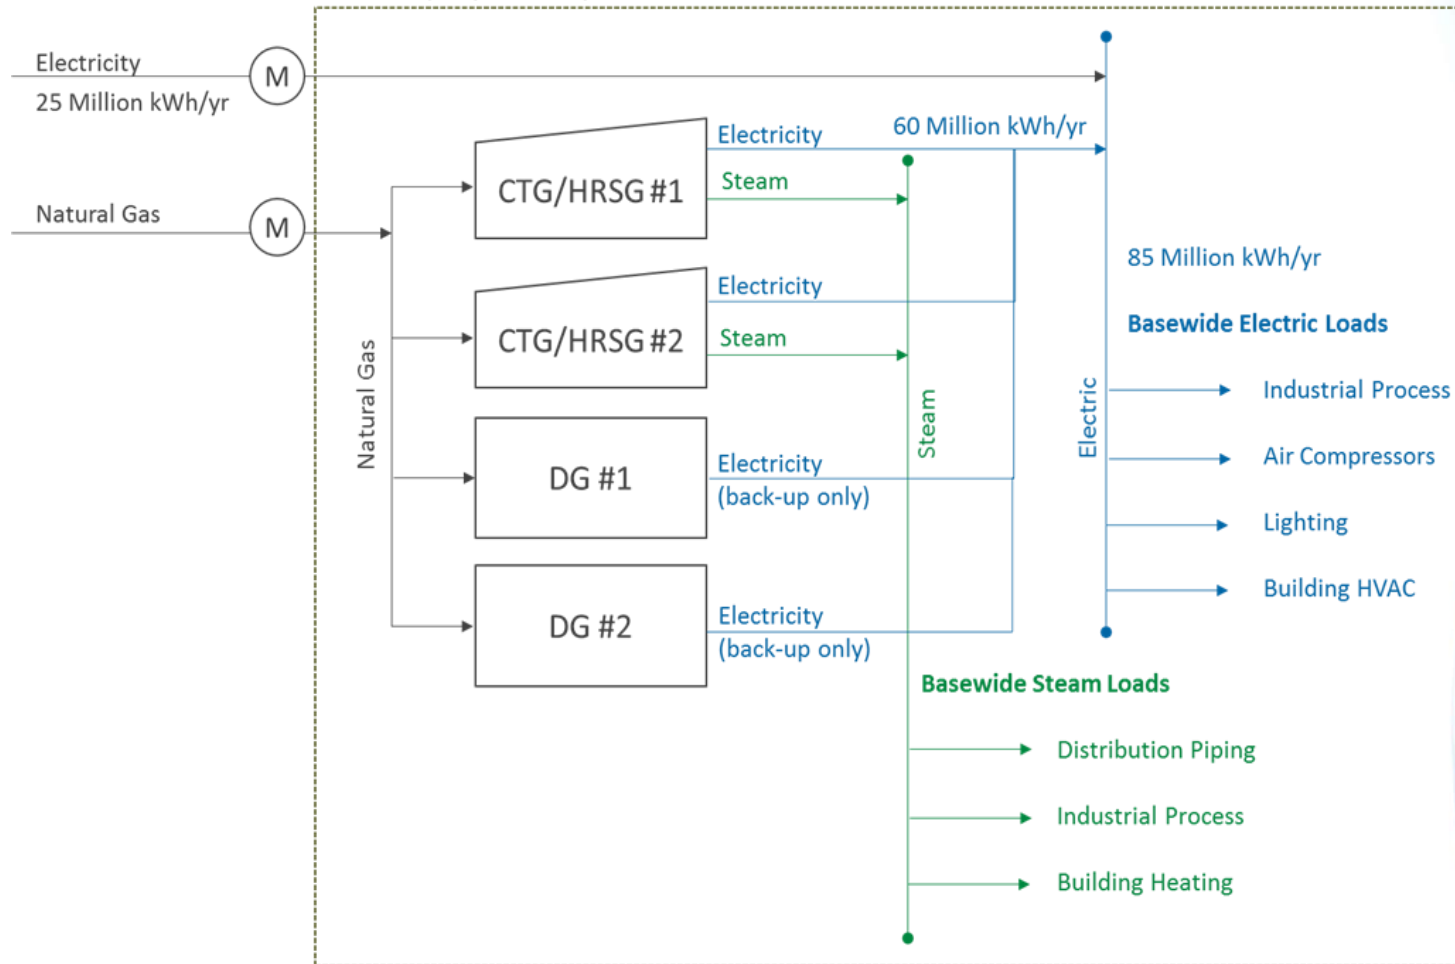 Electricity
25 Million kWh/yr
M
Natural Gas
M
Natural Gas
CTG/HRSG #1
Electricity
Steam
60 Million kWh/yr
CTG/HRSG #2
Electricity
Steam
DG #1
Electricity
(back-up only)
DG #2
Electricity
(back-up only)
Steam
Electric
85 Million kWh/yr
Basewide Electric Loads
Industrial Process
Air Compressors
Lighting
Building HVAC
Basewide Steam Loads
Distribution Piping
Industrial Process
Building Heating